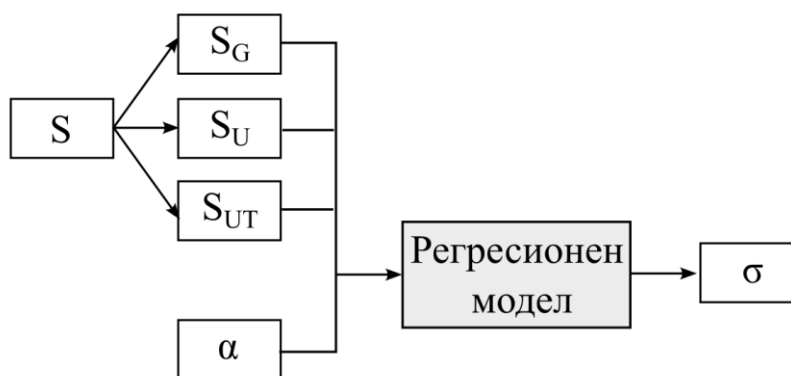 S
S_G
S_U
S_UT
α
Регресионен
модел
σ